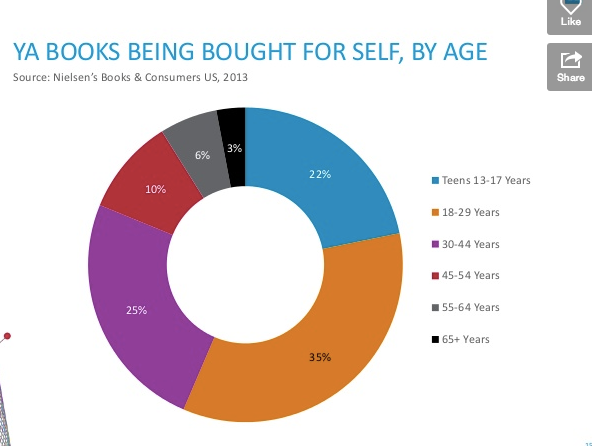 Like
YA BOOKS BEING BOUGHT FOR SELF, BY AGE
Source: Nielsen's Books & Consumers US, 2013
Share
3%
6%
22%
10%
25%
35%
Teens 13-17 Years
18-29 Years
30-44 Years
45-54 Years
55-64 Years
65+ Years